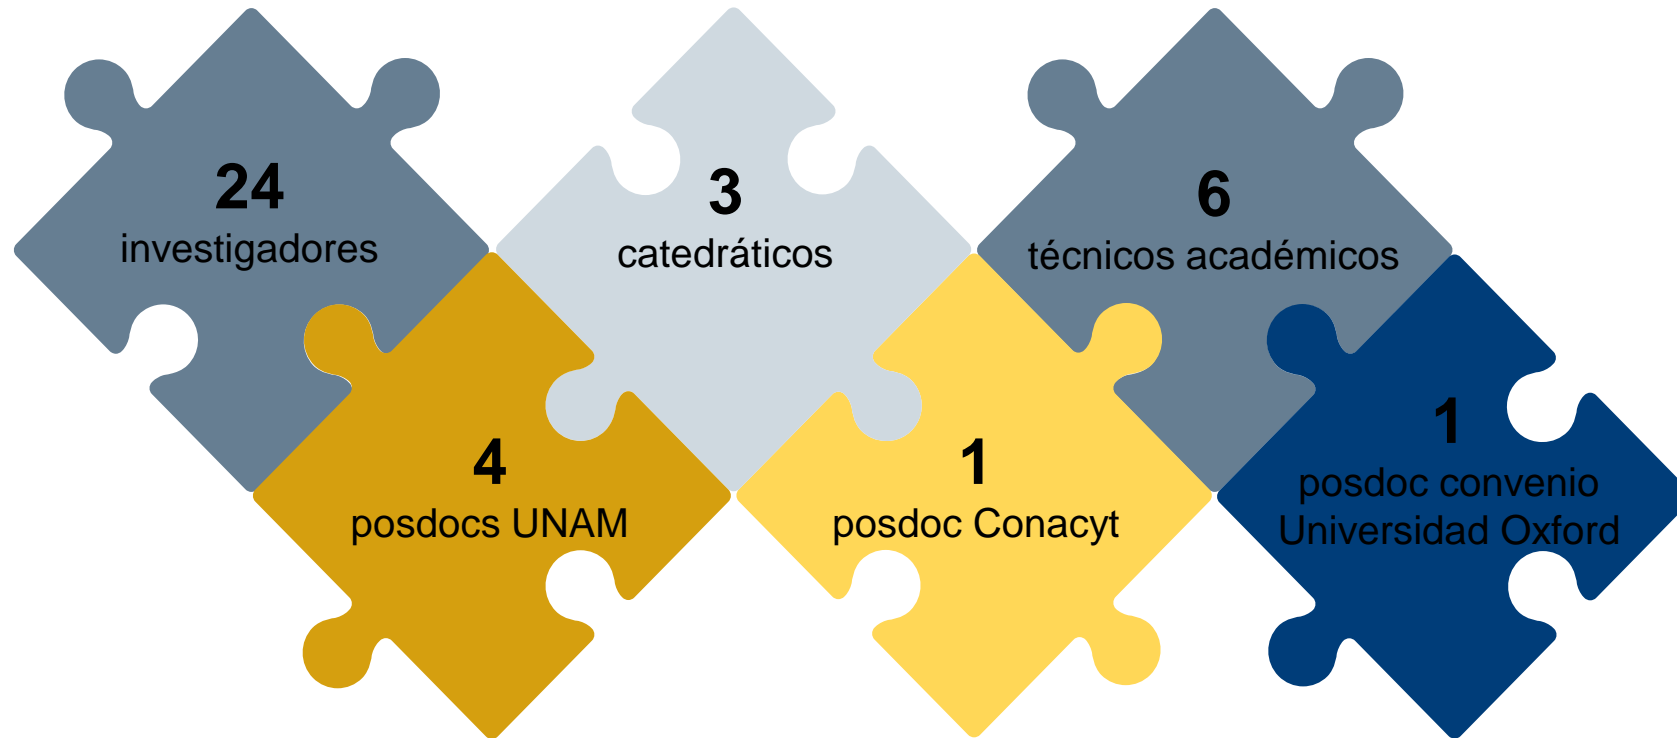 24
investigadores
3
catedráticos
6
técnicos académicos
4
posdocs UNAM
1
posdoc Conacyt
1
posdoc convenio
Universidad Oxford